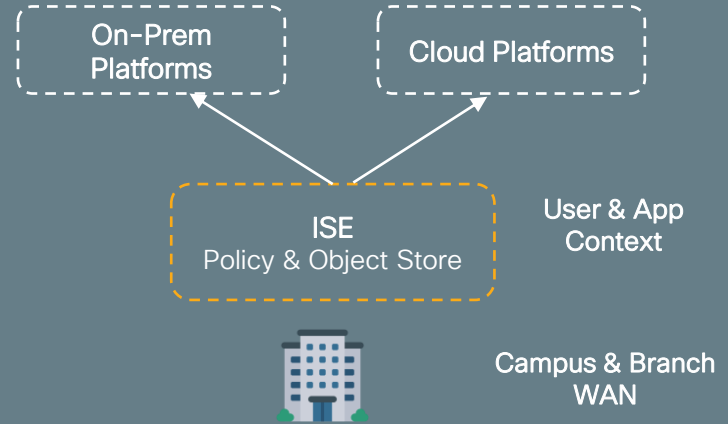 On-Prem
Platforms
Cloud Platforms
ISE
Policy & Object Store
User & App
Context
Campus & Branch
WAN